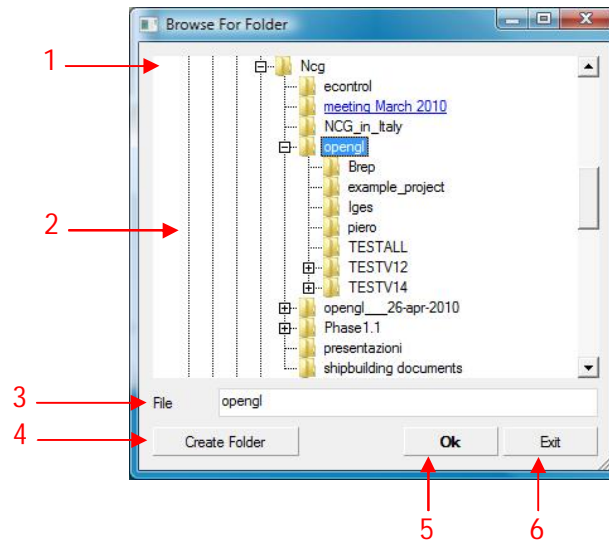 Browse For Folder
1
Ncg
econtrol
meeting March 2010
NCG_in_Italy
opengl
Brep
example_project
Iges
2
piero
TESTALL
TESTV12
TESTV14
opengl___26-apr-2010
Phase1.1
presentazioni
shipbuilding documents
3
File opengl
4
Create Folder Ok Exit
5 6